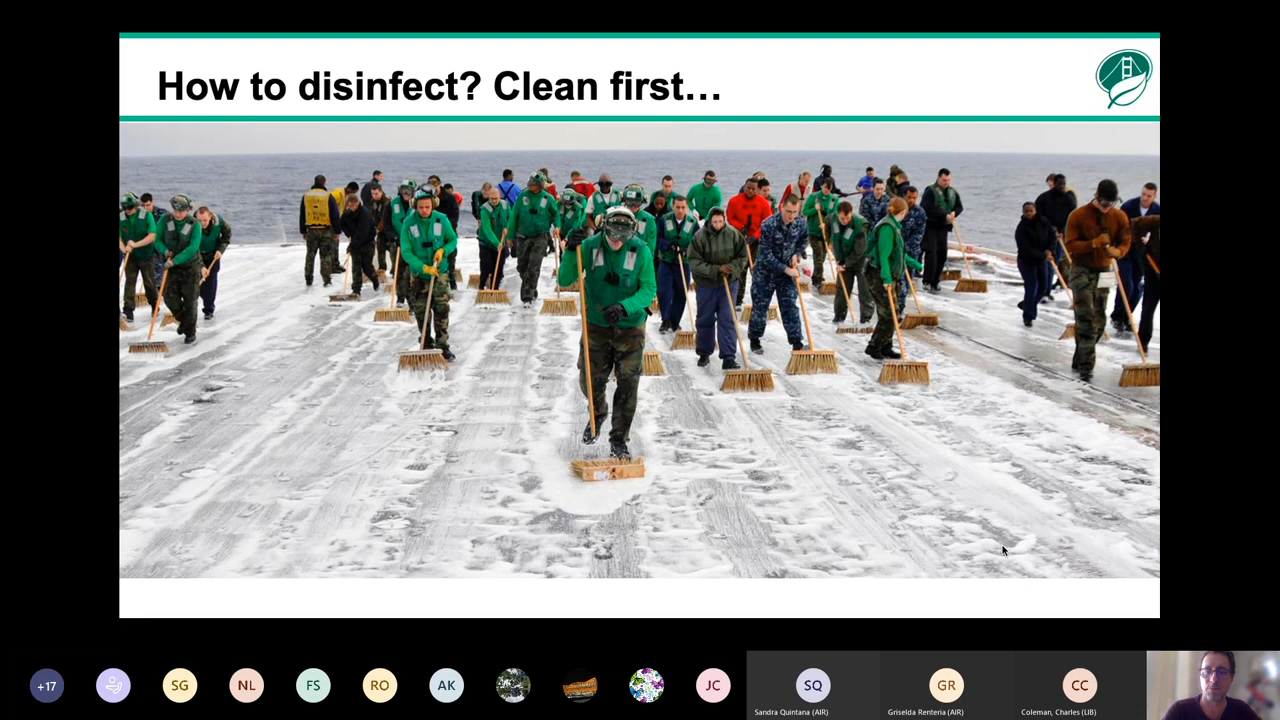 How to disinfect? Clean first…
+17
SG
NL
FS
RO
AK
JC
SQ
GR
CC
Sandra Quintana (AIR)
Griselda Renteria (AIR)
Coleman, Charles (LIB)